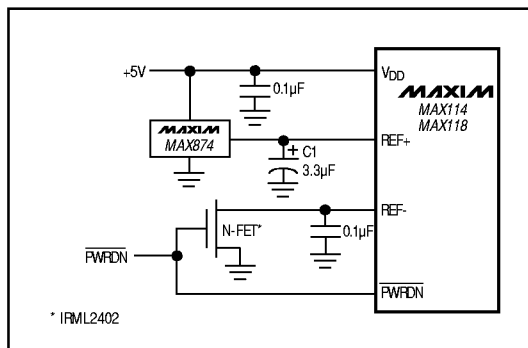 +5V
0.1µF
VDD
MAXIM
MAX114
MAX118
MAXIM
MAX874
+ C1
3.3µF
REF+
REF-
N-FET*
0.1µF
PWRDN
PWRDN
* IRML2402